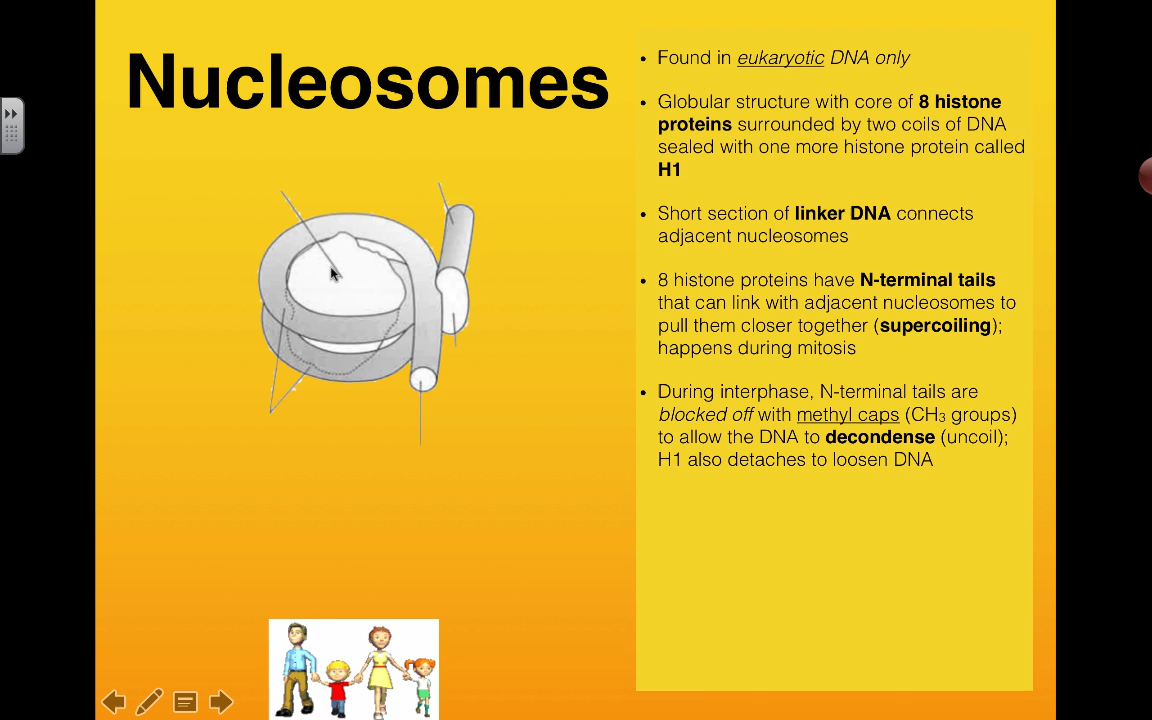 Nucleosomes
• Found in eukaryotic DNA only
• Globular structure with core of 8 histone
proteins surrounded by two coils of DNA
sealed with one more histone protein called
H1
• Short section of linker DNA connects
adjacent nucleosomes
• 8 histone proteins have N-terminal tails
that can link with adjacent nucleosomes to
pull them closer together (supercoiling);
happens during mitosis
• During interphase, N-terminal tails are
blocked off with methyl caps (CH₃ groups)
to allow the DNA to decondense (uncoil);
H1 also detaches to loosen DNA